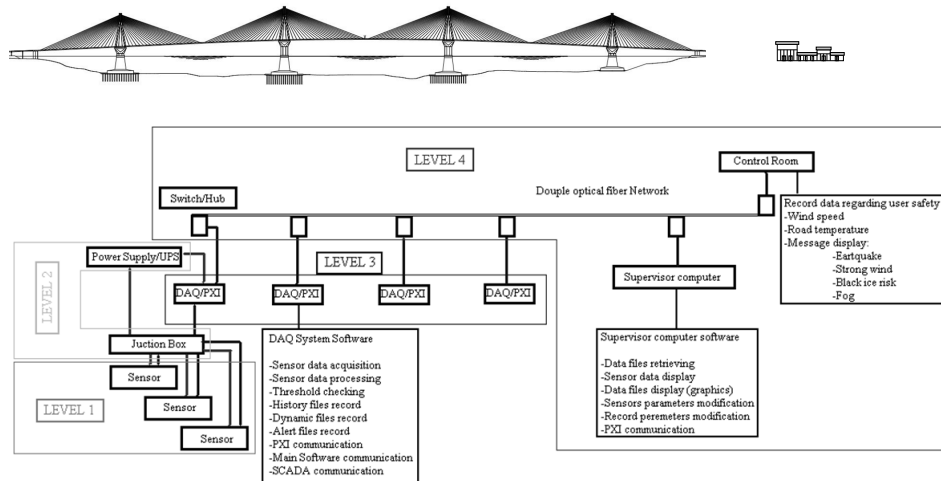 LEVEL 4
Control Room
Switch/Hub
Douple optical fiber Network
Record data regarding user safety
-Wind speed
-Road temperature
-Message display:
-Eartquake
-Strong wind
-Black ice risk
-Fog
LEVEL 2
Power Supply/UPS
LEVEL 3
Supervisor computer
DAQ/PXI
DAQ/PXI
DAQ/PXI
DAQ/PXI
Juction Box
DAQ System Software
-Sensor data acquisition
-Sensor data processing
-Threshold checking
-History files record
-Dynamic files record
-Alert files record
-PXI communication
-Main Software communication
-SCADA communication
Supervisor computer software
-Data files retrieving
-Sensor data display
-Data files display (graphics)
-Sensors parameters modification
-Record peremeters modification
-PXI communication
LEVEL 1
Sensor
Sensor
Sensor